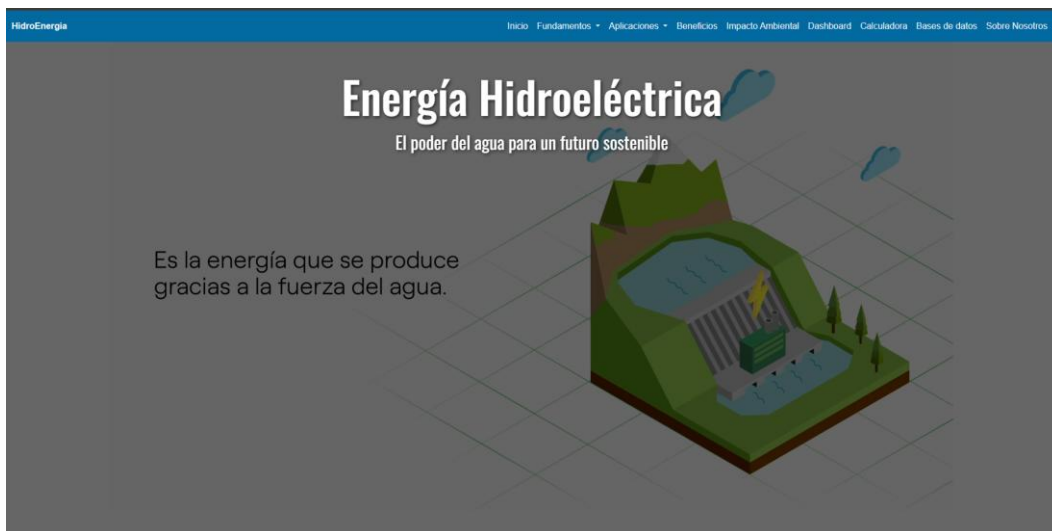 HidroEnergia
Inicio Fundamentos Aplicaciones Beneficios Impacto Ambiental Dashboard Calculadora Bases de datos Sobre Nosotros
Energía Hidroeléctrica
El poder del agua para un futuro sostenible
Es la energía que se produce
gracias a la fuerza del agua.